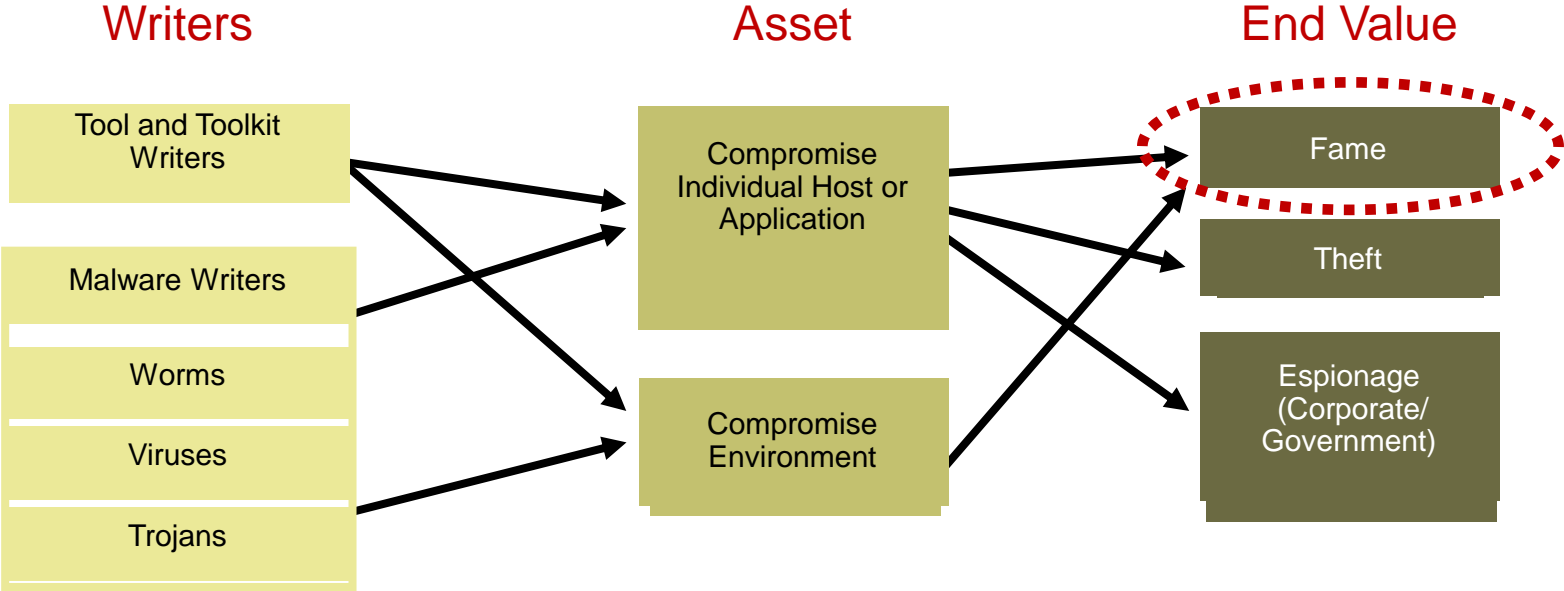 Writers
Asset
End Value
Tool and Toolkit
Writers
Malware Writers
Worms
Viruses
Trojans
Compromise
Individual Host or
Application
Compromise
Environment
Fame
Theft
Espionage
(Corporate/
Government)